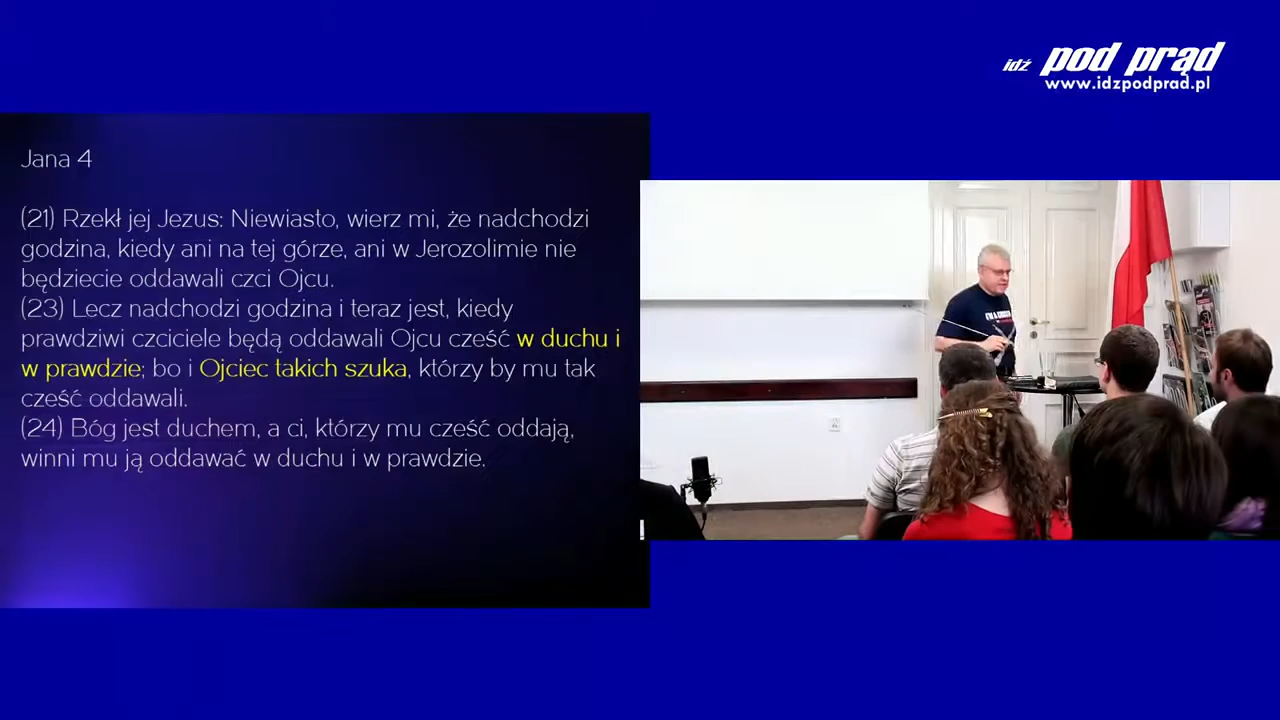 idź pod prąd
www.idzpodprad.pl
Jana 4
(21) Rzekł jej Jezus: Niewiasto, wierz mi, że nadchodzi
godzina, kiedy ani na tej górze, ani w Jerozolimie nie
będziecie oddawali czci Ojcu.
(23) Lecz nadchodzi godzina i teraz jest, kiedy
prawdziwi czciciele będą oddawali Ojcu cześć w duchu i
w prawdzie; bo i Ojciec takich szuka, którzy by mu tak
cześć oddawali.
(24) Bóg jest duchem, a ci, którzy mu cześć oddają,
winni mu ją oddawać w duchu i w prawdzie.